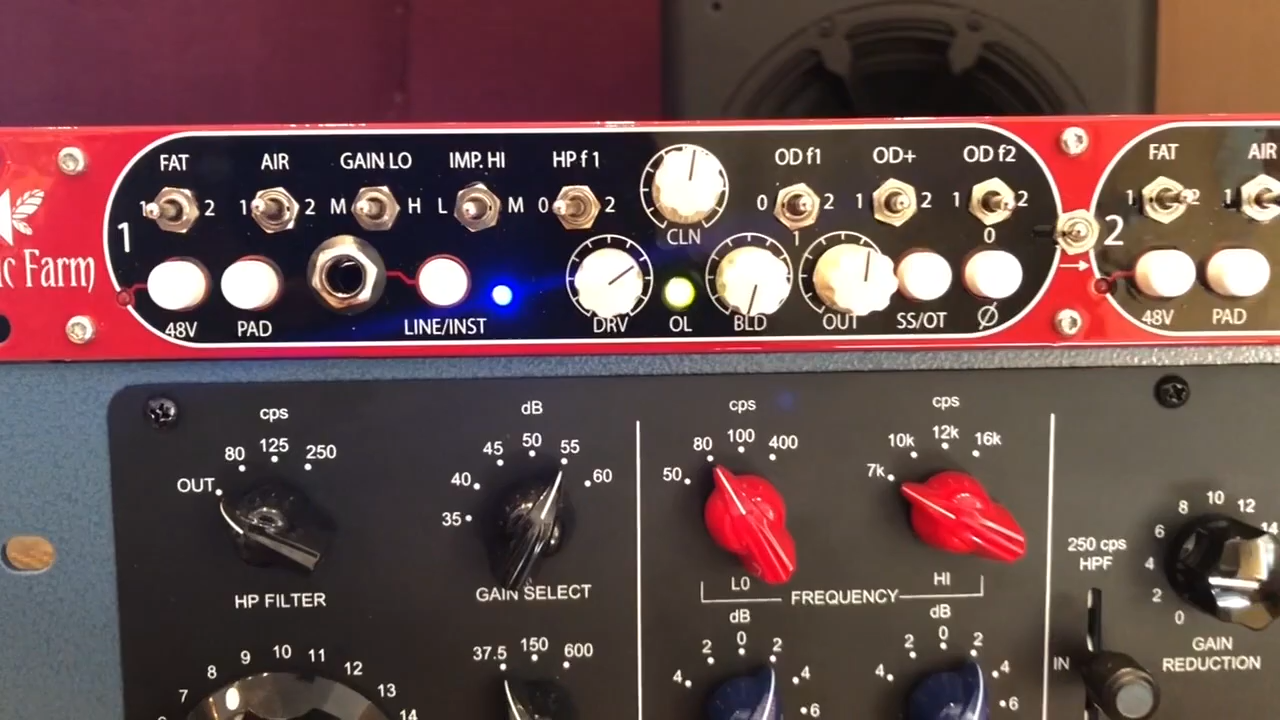 FAT AIR GAIN LO IMP. HI HP f1 OD f1 OD+ OD f2 FAT AIR
1 2 1 2 M H L M 0 2 0 2 1 2 1 2 1 2 1
1 CLN 1 0 2
Farm
48V PAD LINE/INST DRV OL BLD OUT SS/OT Ø 48V PAD
cps dB cps cps
OUT 80 125 250
35 40 45 50 55 60
50 80 100 400
7k 10k 12k 16k
HP FILTER GAIN SELECT
LO FREQUENCY HI
250 cps
HPF
IN
0 2 4 6 8 10 12 14
GAIN
REDUCTION
7 8 9 10 11 12 13 14
37.5 150 600
dB dB
4 2 0 2 4 6
4 2 0 2 4 6